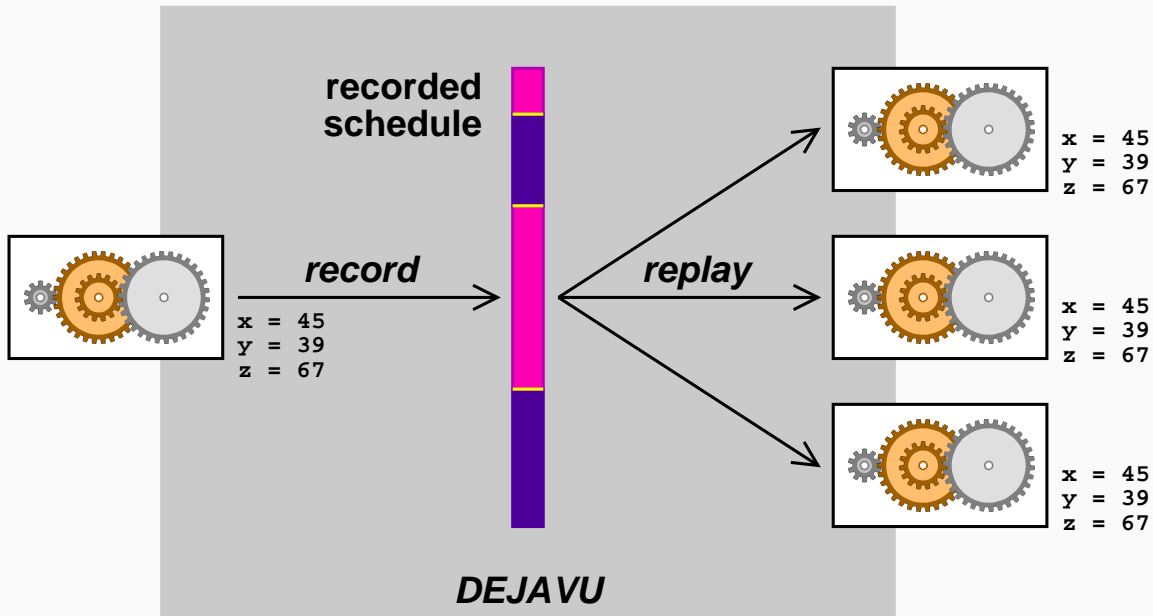 recorded
schedule
record
x = 45
y = 39
z = 67
replay
x = 45
y = 39
z = 67
x = 45
y = 39
z = 67
x = 45
y = 39
z = 67
DEJAVU